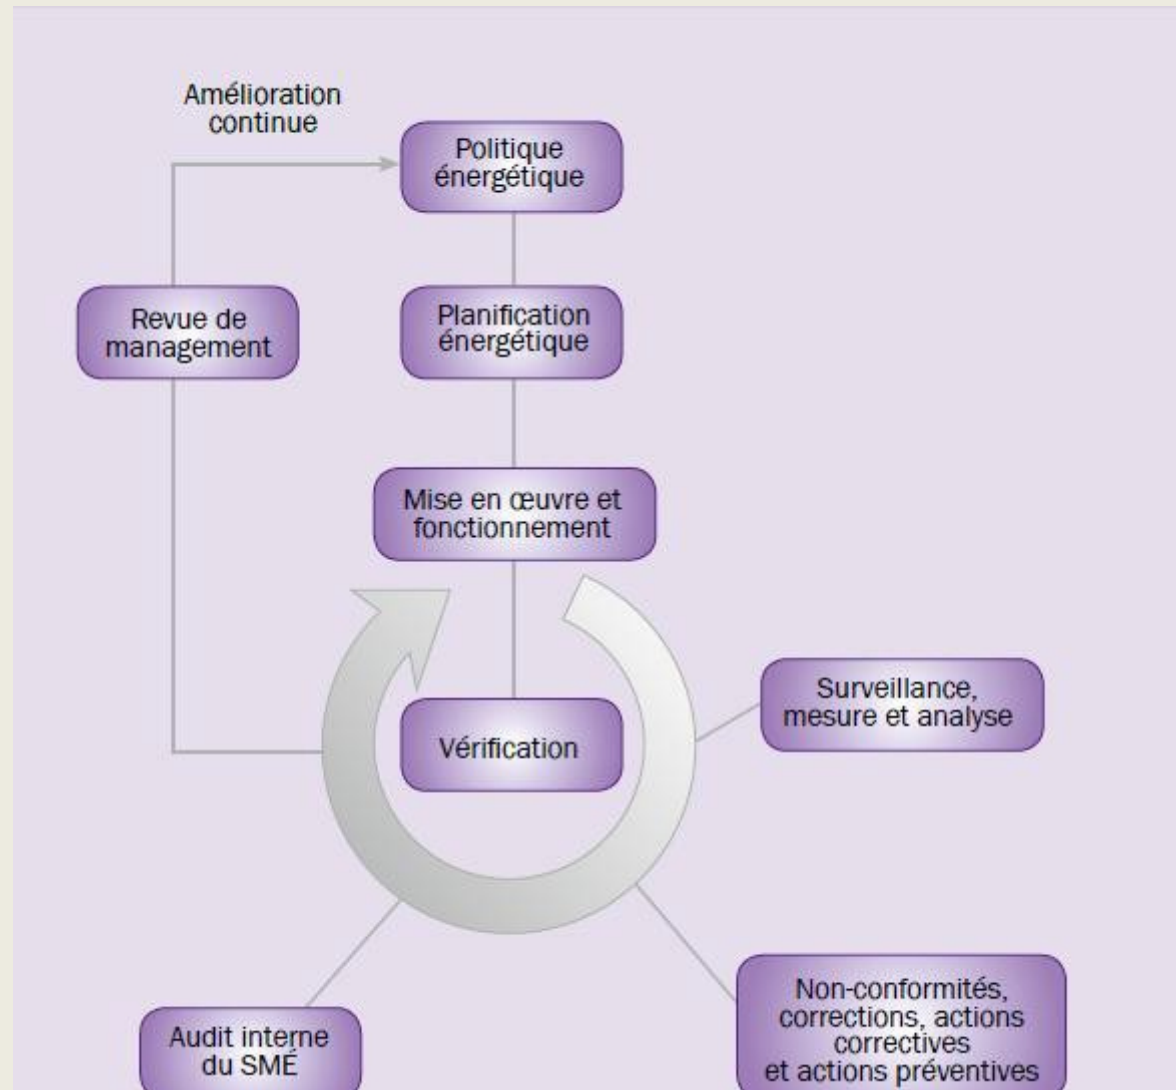 Amélioration
continue
Politique
énergétique
Revue de
management
Planification
énergétique
Mise en œuvre et
fonctionnement
Vérification
Surveillance,
mesure et analyse
Audit interne
du SMÉ
Non-conformités,
corrections, actions
correctives
et actions préventives